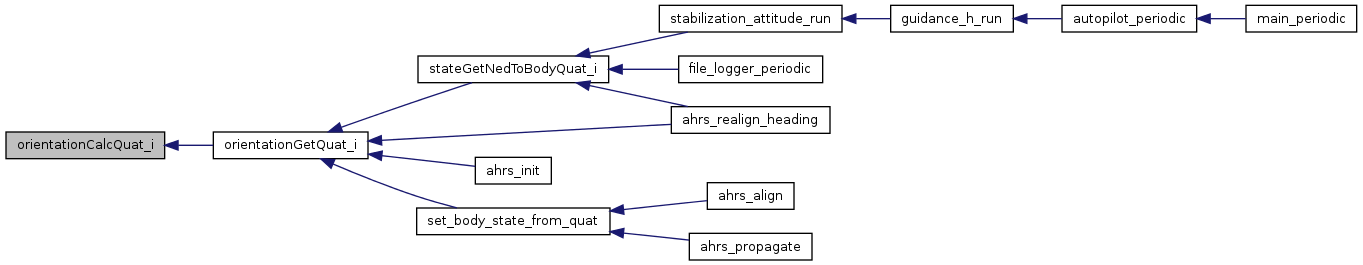 stabilization_attitude_run
guidance_h_run
autopilot_periodic
main_periodic
stateGetNedToBodyQuat_i
file_logger_periodic
ahrs_realign_heading
orientationCalcQuat_i
orientationGetQuat_i
ahrs_init
ahrs_align
set_body_state_from_quat
ahrs_propagate